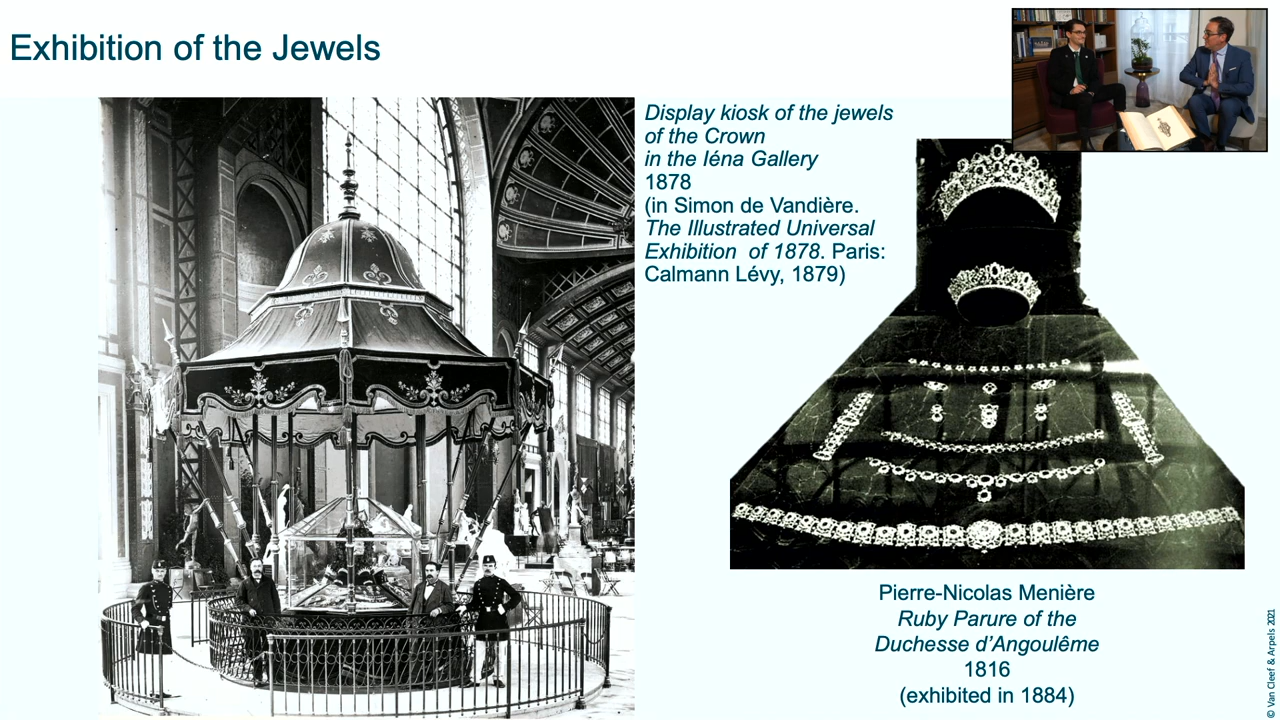 Exhibition of the Jewels
Display kiosk of the jewels
of the Crown
in the Iéna Gallery
1878
(in Simon de Vandière.
The Illustrated Universal
Exhibition  of 1878. Paris:
Calmann Lévy, 1879)
Pierre-Nicolas Menière
Ruby Parure of the
Duchesse d’Angoulême
1816
(exhibited in 1884)
© Van Cleef & Arpels 2021